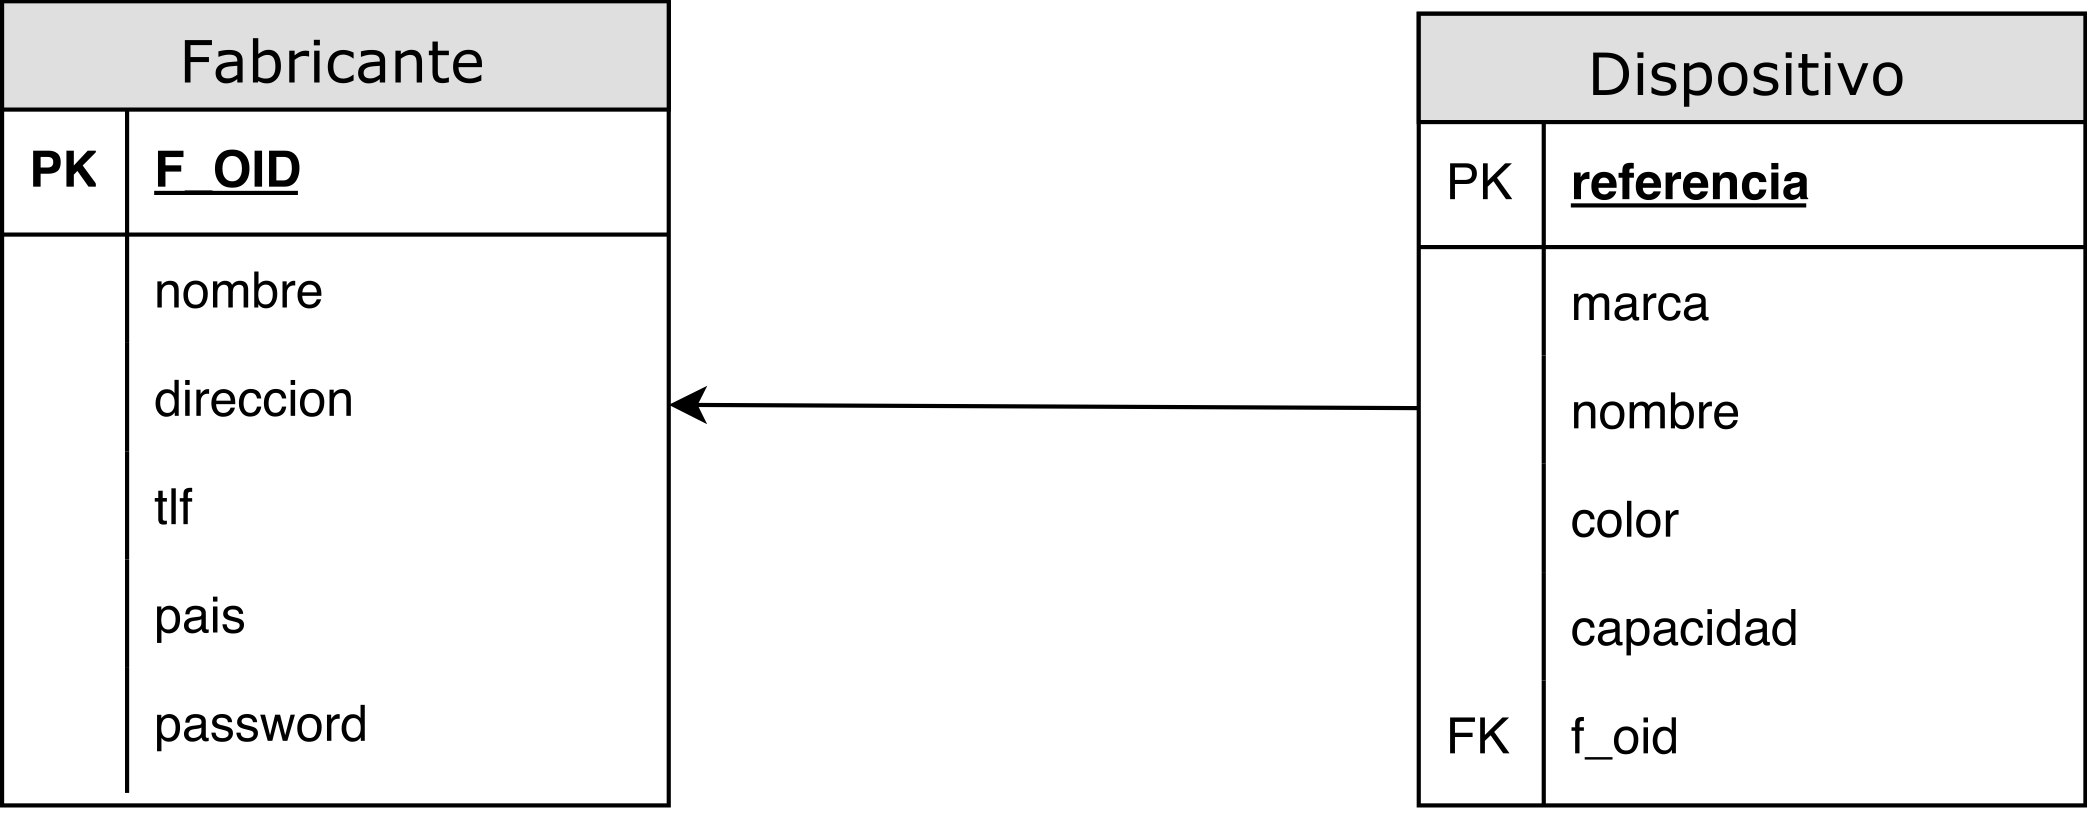 Fabricante
PK F_OID
nombre
direccion
tlf
pais
password
Dispositivo
PK referencia
marca
nombre
color
capacidad
FK f_oid